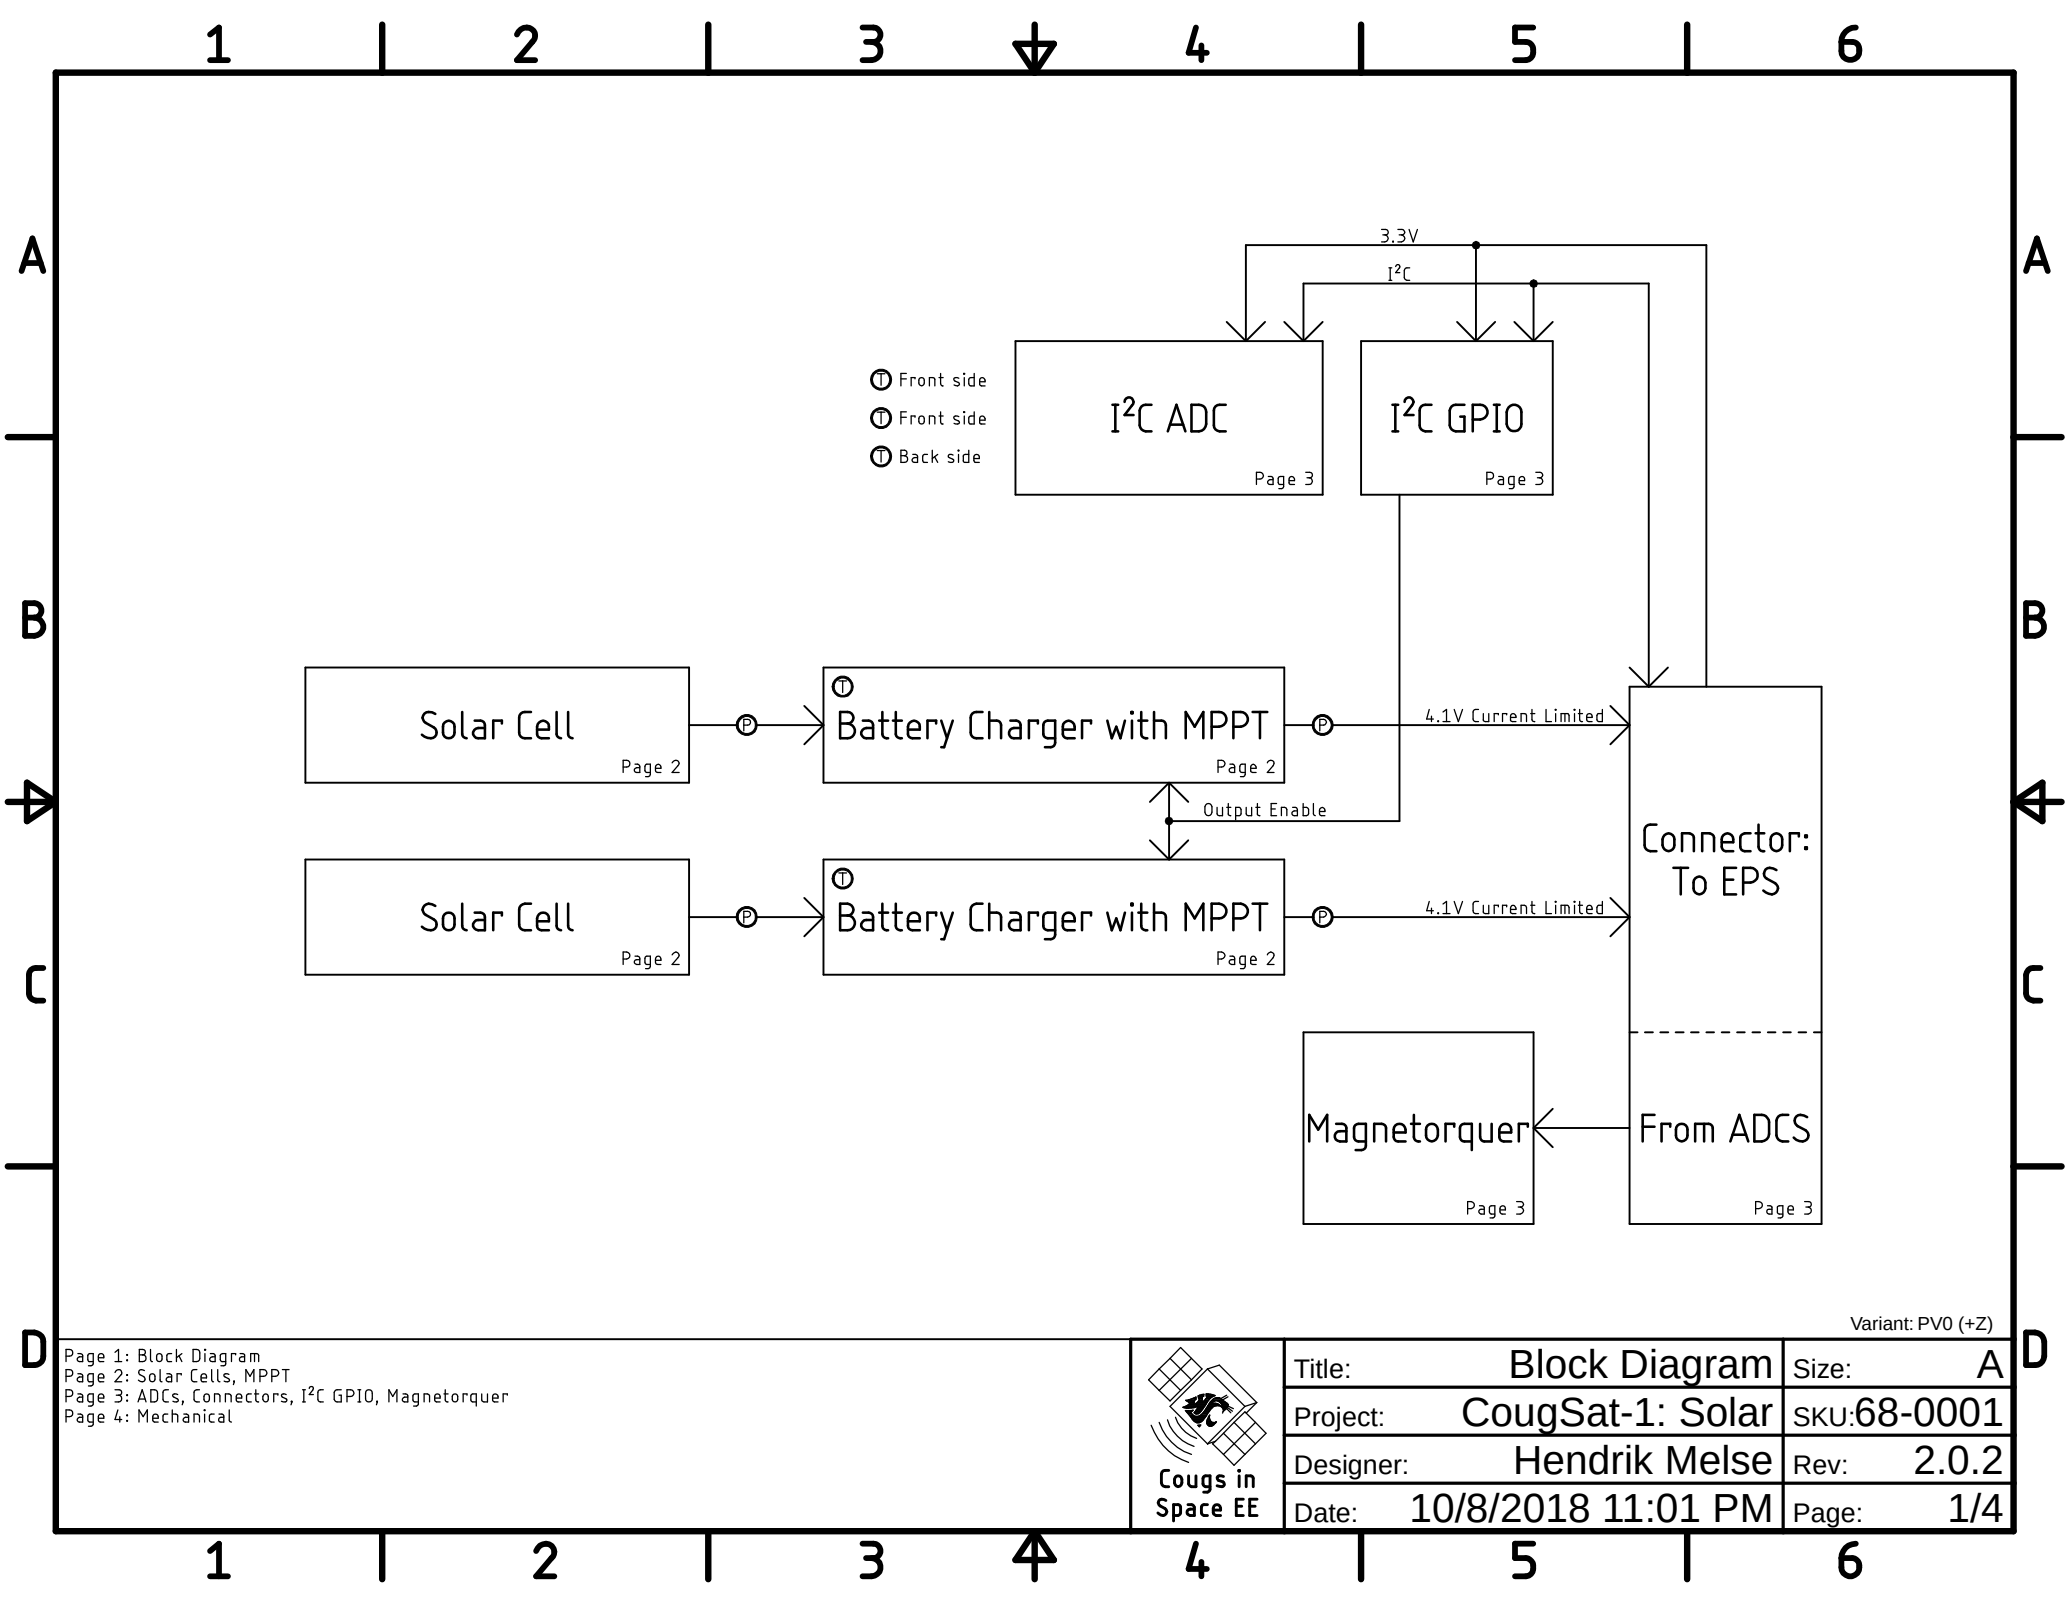 1 2 3 4 5 6
A A
3.3V
I²C
T Front side
T Front side
T Back side
I²C ADC
Page 3
I²C GPIO
Page 3
B B
Solar Cell
Page 2
P
T
Battery Charger with MPPT
Page 2
P
4.1V Current Limited
Output Enable
Solar Cell
Page 2
P
T
Battery Charger with MPPT
Page 2
P
4.1V Current Limited
Connector:
To EPS
C C
Magnetorquer
Page 3
From ADCS
Page 3
Variant: PV0 (+Z)
D D
Page 1: Block Diagram
Page 2: Solar Cells, MPPT
Page 3: ADCs, Connectors, I²C GPIO, Magnetorquer
Page 4: Mechanical
Cougs in
Space EE
Title: Block Diagram Size: A
Project: CougSat-1: Solar SKU: 68-0001
Designer: Hendrik Melse Rev: 2.0.2
Date: 10/8/2018 11:01 PM Page: 1/4
1 2 3 4 5 6